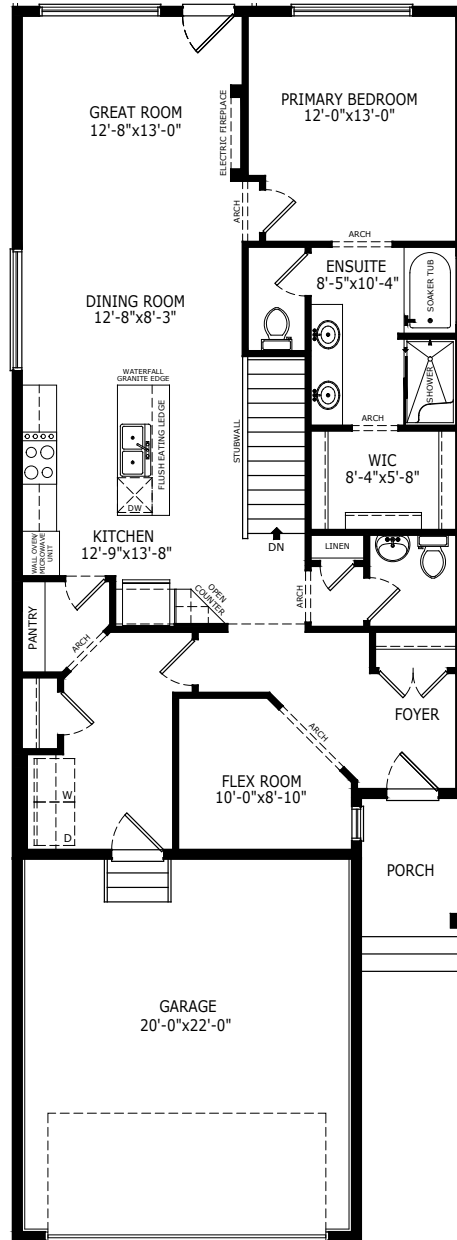 GREAT ROOM
12'-8"x13'-0"
ELECTRIC FIREPLACE
PRIMARY BEDROOM
12'-0"x13'-0"
ARCH
ARCH
ENSUITE
8'-5"x10'-4"
SOAKER TUB
DINING ROOM
12'-8"x8'-3"
SHOWER
WATERFALL
GRANITE EDGE
FLUSH EATING LEDGE
DW
STUBWALL
ARCH
WIC
8'-4"x5'-8"
WALL OVEN/
MICROWAVE
UNIT
KITCHEN
12'-9"x13'-8"
DN
LINEN
OPEN
COUNTER
ARCH
PANTRY
ARCH
FOYER
ARCH
W
D
FLEX ROOM
10'-0"x8'-10"
PORCH
GARAGE
20'-0"x22'-0"